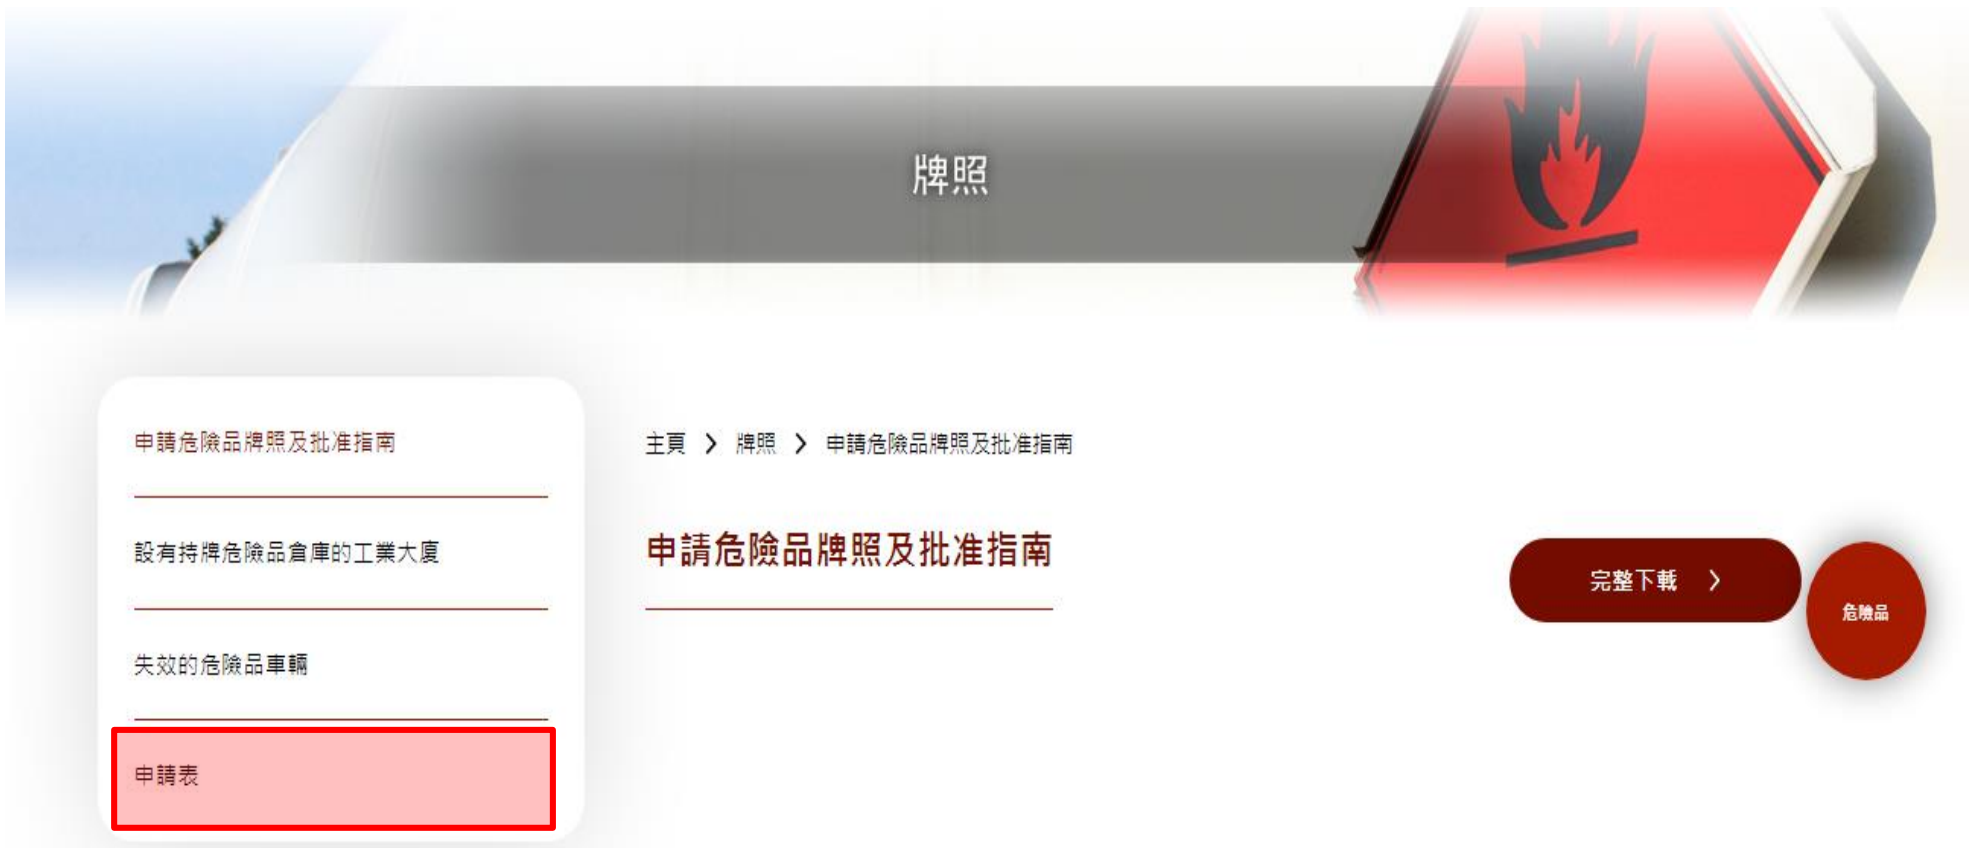 牌照
申請危險品牌照及批准指南
設有持牌危險品倉庫的工業大廈
失效的危險品車輛
申請表
主頁 > 牌照 > 申請危險品牌照及批准指南
申請危險品牌照及批准指南
完整下載 >
危險品